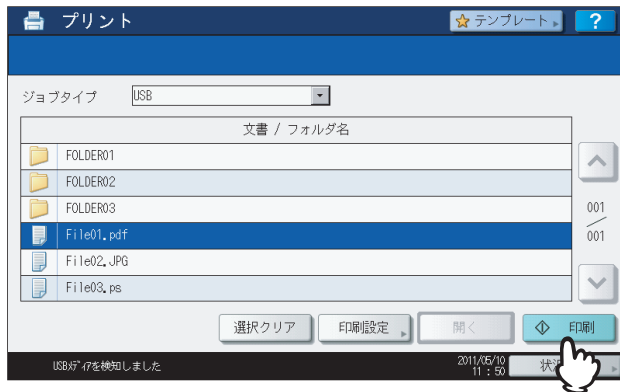 プリント
テンプレート
?
ジョブタイプ USB
文書 / フォルダ名
FOLDER01
FOLDER02
FOLDER03
File01.pdf
File02.JPG
File03.ps
001
001
選択クリア 印刷設定 開く 印刷
USBﾒﾃﾞｨｱを検知しました
2011/05/10
11 : 50